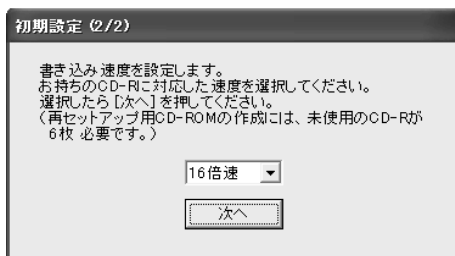 初期設定 (2/2)
書き込み速度を設定します。
お持ちのCD-Rに対応した速度を選択してください。
選択したら [次へ] を押してください。
(再セットアップ用CD-ROMの作成には、未使用のCD-Rが
6枚 必要です。)
16倍速
次へ